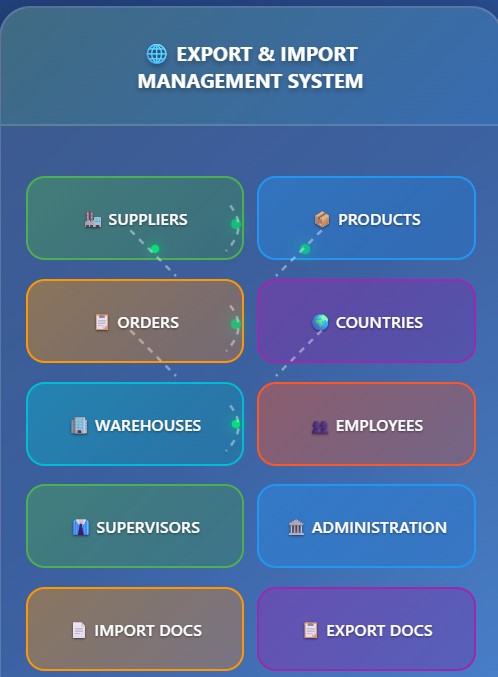 EXPORT & IMPORT
MANAGEMENT SYSTEM
SUPPLIERS
PRODUCTS
ORDERS
COUNTRIES
WAREHOUSES
EMPLOYEES
SUPERVISORS
ADMINISTRATION
IMPORT DOCS
EXPORT DOCS